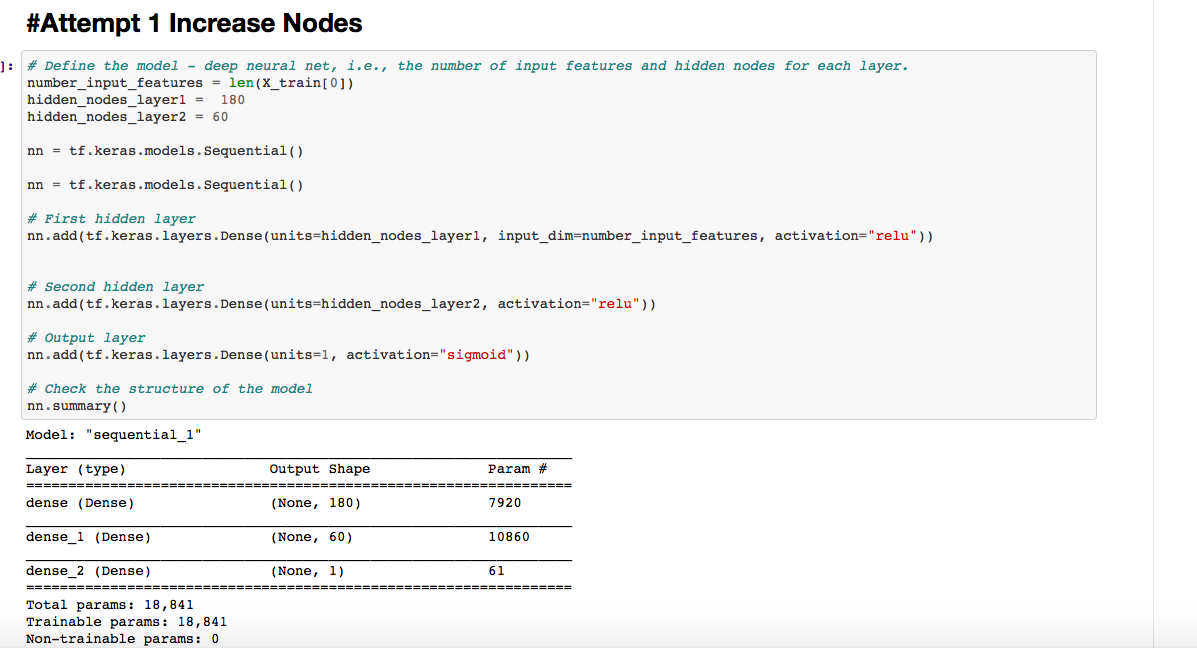 #Attempt 1 Increase Nodes
]: # Define the model - deep neural net, i.e., the number of input features and hidden nodes for each layer.
number_input_features = len(X_train[0])
hidden_nodes_layer1 =  180
hidden_nodes_layer2 = 60
nn = tf.keras.models.Sequential()
nn = tf.keras.models.Sequential()
# First hidden layer
nn.add(tf.keras.layers.Dense(units=hidden_nodes_layer1, input_dim=number_input_features, activation="relu"))
# Second hidden layer
nn.add(tf.keras.layers.Dense(units=hidden_nodes_layer2, activation="relu"))
# Output layer
nn.add(tf.keras.layers.Dense(units=1, activation="sigmoid"))
# Check the structure of the model
nn.summary()
Model: "sequential_1"
Layer (type) Output Shape Param #
dense (Dense) (None, 180) 7920
dense_1 (Dense) (None, 60) 10860
dense_2 (Dense) (None, 1) 61
Total params: 18,841
Trainable params: 18,841
Non-trainable params: 0